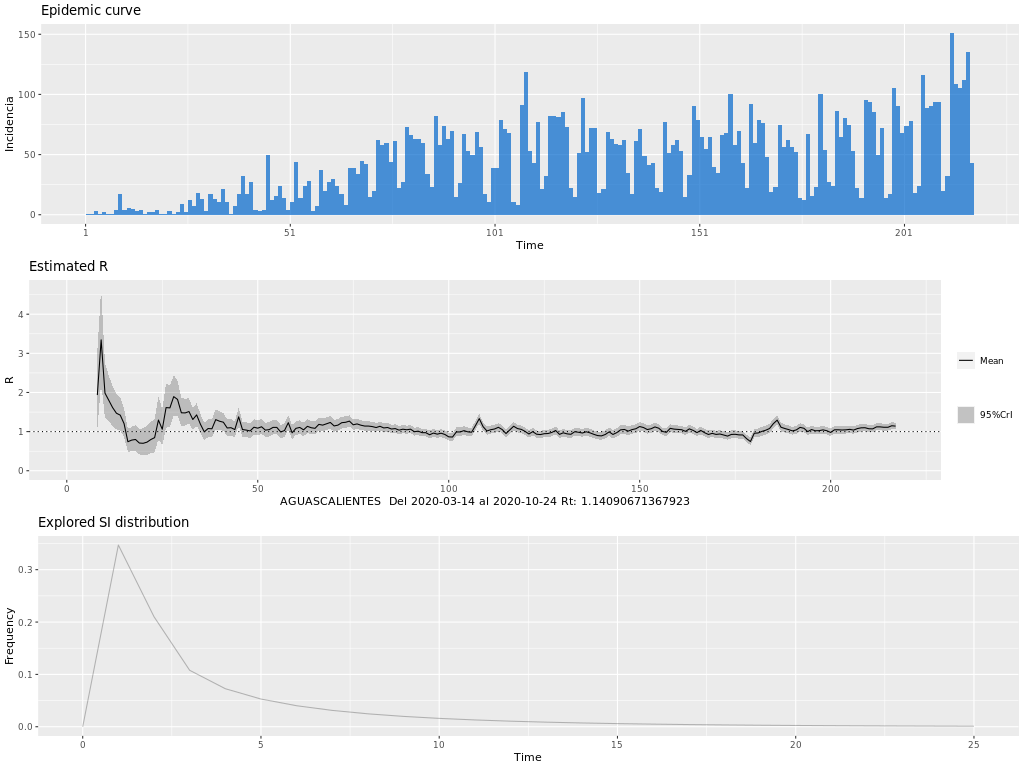 Epidemic curve
150
100
50
0
Incidencia
1
51
101
151
201
Time
Estimated R
4
3
2
1
0
R
Mean
95%CrI
0
50
100
150
200
AGUASCALIENTES Del 2020-03-14 al 2020-10-24 Rt: 1.14090671367923
Explored SI distribution
0.3
0.2
0.1
0.0
Frequency
0
5
10
15
20
25
Time